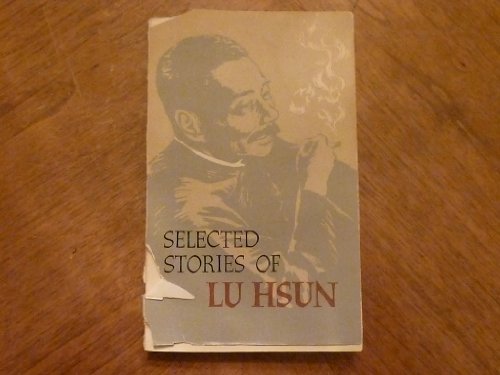 SELECTED
STORIES OF
LU HSUN